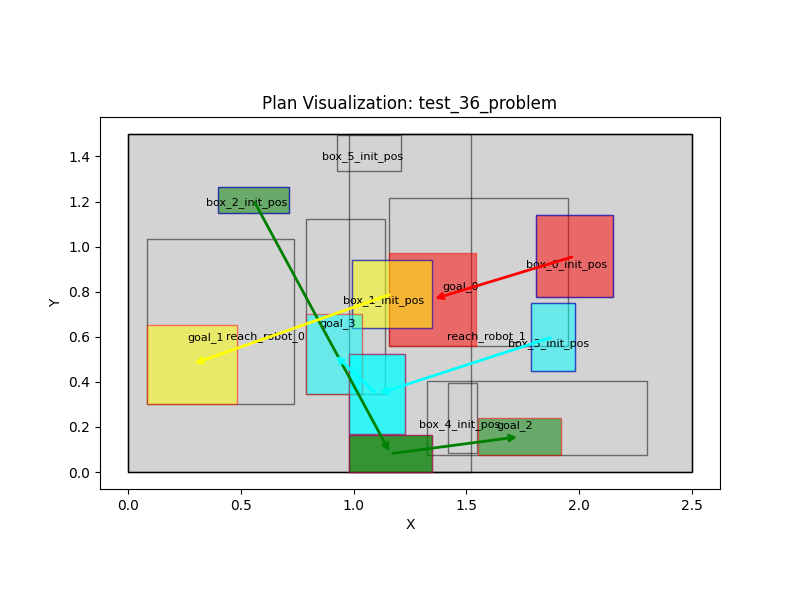 Plan Visualization: test_36_problem
box_5_init_pos
box_2_init_pos
box_0_init_pos
goal_0
box_1_init_pos
goal_3
goal_1
reach_robot_0
reach_robot_1
box_3_init_pos
box_4_init_pos
goal_2
Y
1.4
1.2
1.0
0.8
0.6
0.4
0.2
0.0
0.0
0.5
1.0
1.5
2.0
2.5
X